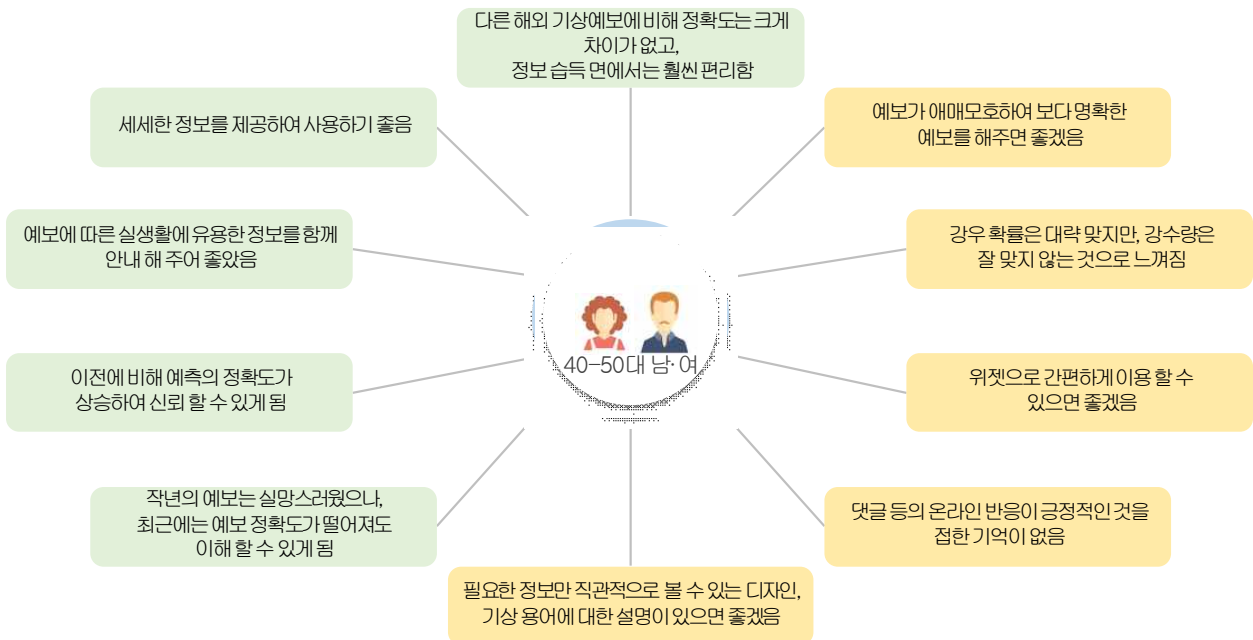 다른 해외 기상예보에 비해 정확도는 크게
차이가 없고,
정보 습득 면에서는 훨씬 편리함
세세한 정보를 제공하여 사용하기 좋음
예보가 애매모호하여 보다 명확한
예보를 해주면 좋겠음
예보에 따른 실생활에 유용한 정보를 함께
안내 해 주어 좋았음
강우 확률은 대략 맞지만, 강수량은
잘 맞지 않는 것으로 느껴짐
40-50대 남·여
이전에 비해 예측의 정확도가
상승하여 신뢰 할 수 있게 됨
위젯으로 간편하게 이용 할 수
있으면 좋겠음
작년의 예보는 실망스러웠으나,
최근에는 예보 정확도가 떨어져도
이해 할 수 있게 됨
댓글 등의 온라인 반응이 긍정적인 것을
접한 기억이 없음
필요한 정보만 직관적으로 볼 수 있는 디자인,
기상 용어에 대한 설명이 있으면 좋겠음